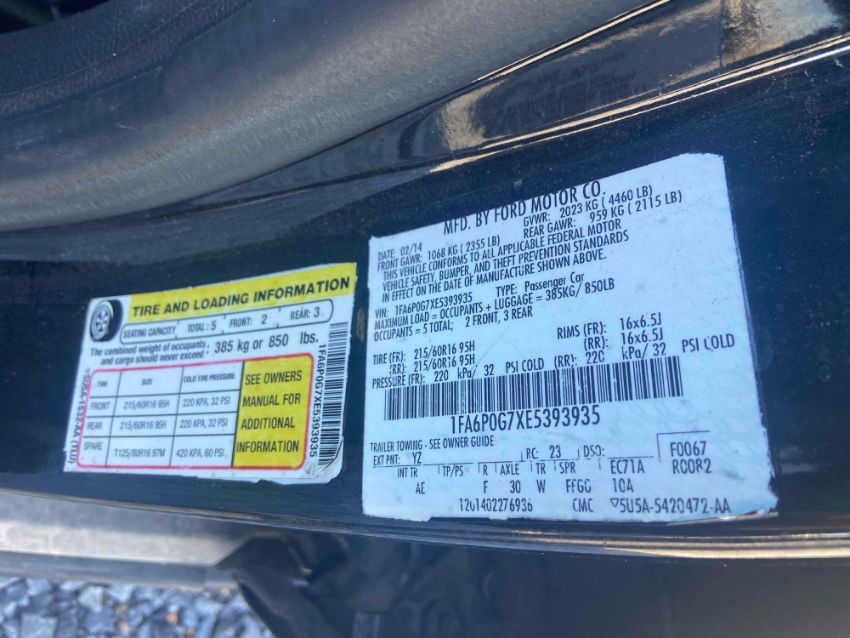 TIRE AND LOADING INFORMATION
SEATING CAPACITY TOTAL: 5 FRONT: 2 REAR: 3
The combined weight of occupants and cargo should never exceed: 385 kg or 850 lbs.
TIRE SIZE COLD TIRE PRESSURE
FRONT 215/60R16 95H 220 KPA, 32 PSI
REAR 215/60R16 95H 220 KPA, 32 PSI
SPARE T125/80R16 97M 420 KPA, 60 PSI
SEE OWNERS
MANUAL FOR
ADDITIONAL
INFORMATION
1FA6P0G7XE5393935
MFD. BY FORD MOTOR CO.
DATE: 02/14 GVWR: 2023 KG ( 4460 LB)
FRONT GAWR: 1068 KG ( 2355 LB) REAR GAWR: 959 KG ( 2115 LB)
THIS VEHICLE CONFORMS TO ALL APPLICABLE FEDERAL MOTOR
VEHICLE SAFETY, BUMPER, AND THEFT PREVENTION STANDARDS
IN EFFECT ON THE DATE OF MANUFACTURE SHOWN ABOVE.
VIN: 1FA6P0G7XE5393935 TYPE: Passenger Car
MAXIMUM LOAD = OCCUPANTS + LUGGAGE = 385KG/ 850LB
OCCUPANTS = 5 TOTAL; 2 FRONT, 3 REAR
TIRE (FR): 215/60R16 95H RIMS (FR): 16x6.5J
(RR): 215/60R16 95H (RR): 16x6.5J
PRESSURE (FR): 220 kPa/ 32 PSI COLD (RR): 220 kPa/ 32 PSI COLD
1FA6P0G7XE5393935
TRAILER TOWING - SEE OWNER GUIDE
EXT PNT: YZ RC: 23 DSO: F0067
INT TR TP/PS R AXLE TR SPR EC71A R00R2
AE F 30 W FFGG 10A
1201402276936 CMC 5U5A-5420472-AA